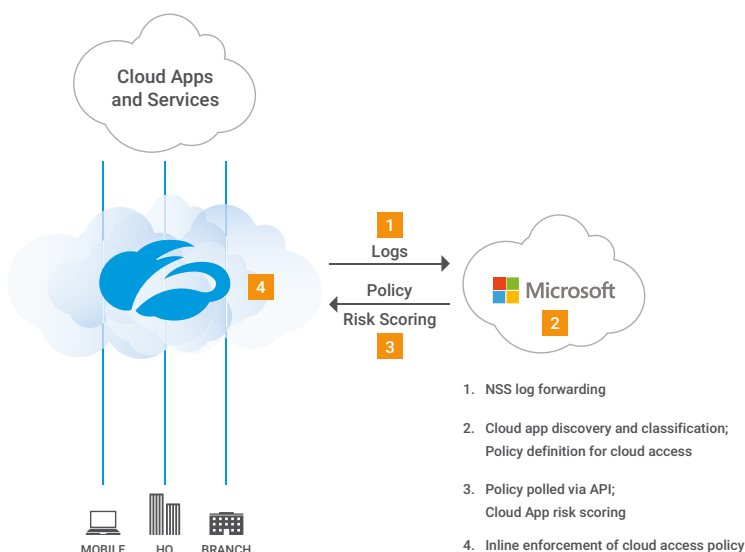 Cloud Apps
and Services
1
Logs
Policy
Risk Scoring
3
4
Microsoft
2
1. NSS log forwarding
2. Cloud app discovery and classification;
Policy definition for cloud access
3. Policy polled via API;
Cloud App risk scoring
4. Inline enforcement of cloud access policy
MOBILE
HQ
BRANCH